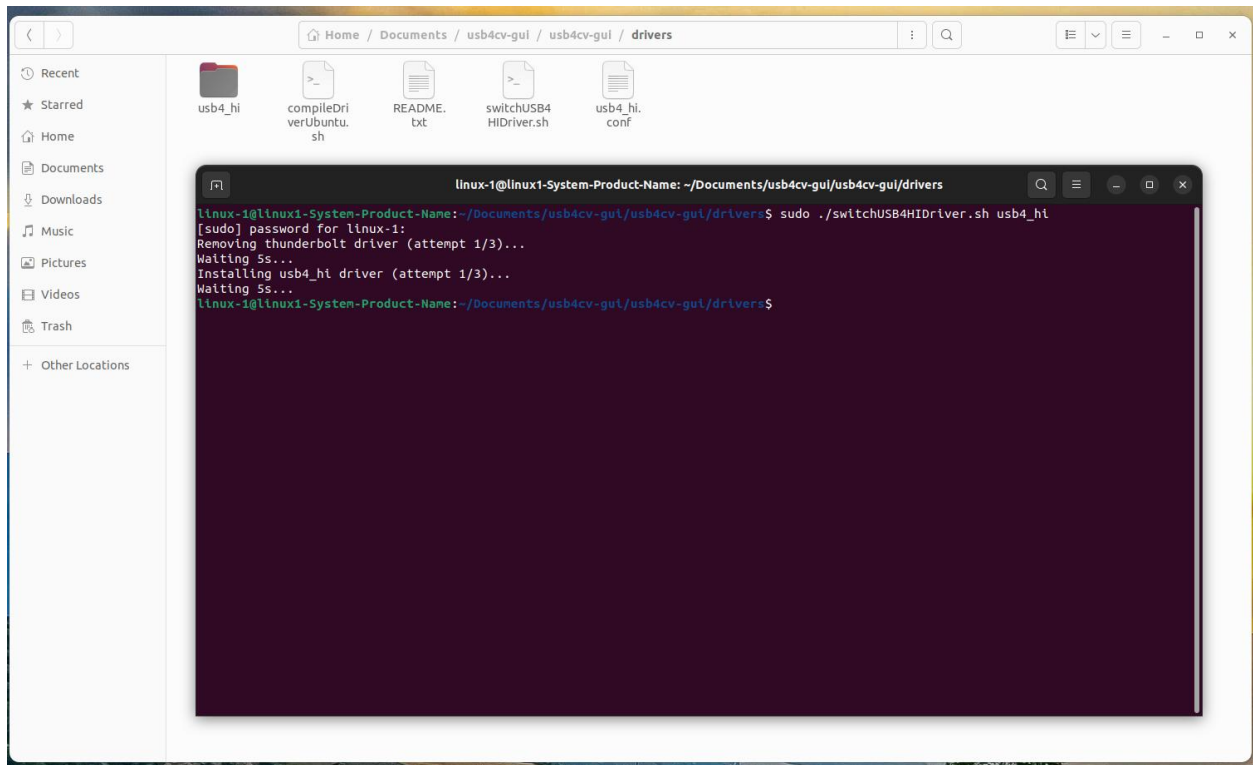 Home / Documents / usb4cv-gui / usb4cv-gui / drivers
Recent
Starred
Home
Documents
Downloads
Music
Pictures
Videos
Trash
+ Other Locations
usb4_hi
compileDri
verUbuntu.
sh
README.
txt
switchUSB4
HIDriver.sh
usb4_hi.
conf
linux-1@linux1-System-Product-Name: ~/Documents/usb4cv-gui/usb4cv-gui/drivers
linux-1@linux1-System-Product-Name:~/Documents/usb4cv-gui/usb4cv-gui/drivers$ sudo ./switchUSB4HIDriver.sh usb4_hi
[sudo] password for linux-1:
Removing thunderbolt driver (attempt 1/3)...
Waiting 5s...
Installing usb4_hi driver (attempt 1/3)...
Waiting 5s...
linux-1@linux1-System-Product-Name:~/Documents/usb4cv-gui/usb4cv-gui/drivers$